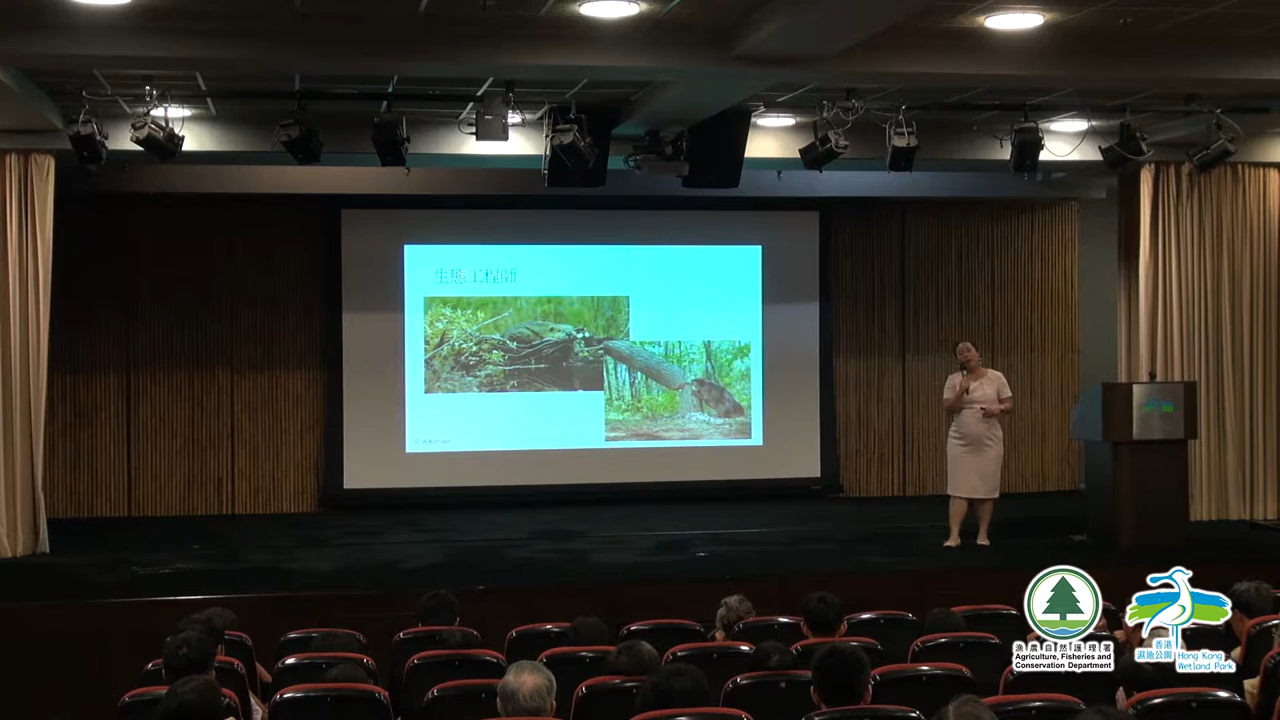 生態工程師
漁農自然護理署
Agriculture, Fisheries and
Conservation Department
香港
濕地公園
Hong Kong
Wetland Park